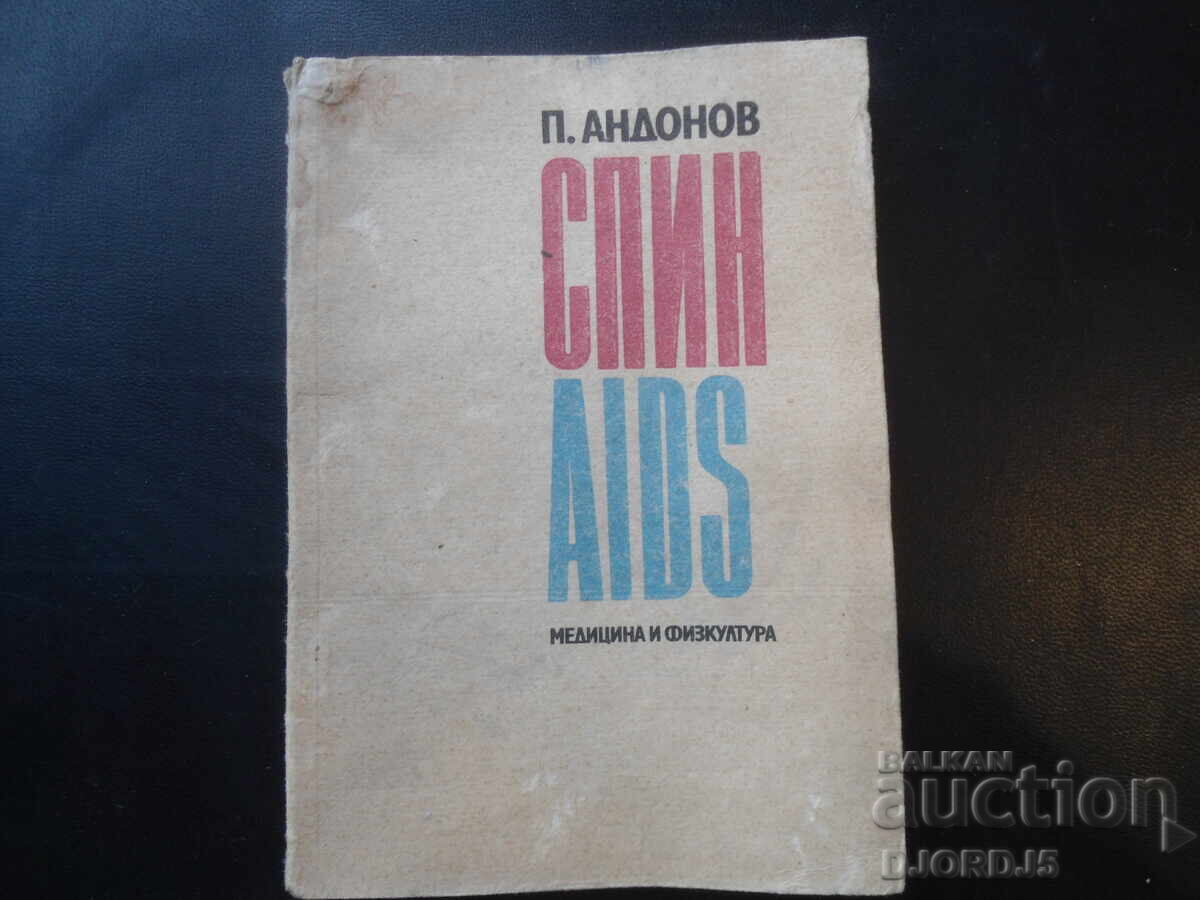 П. АНДОНОВ
СПИН
AIDS
МЕДИЦИНА И ФИЗКУЛТУРА
BALKAN
auction
DJORDJ5